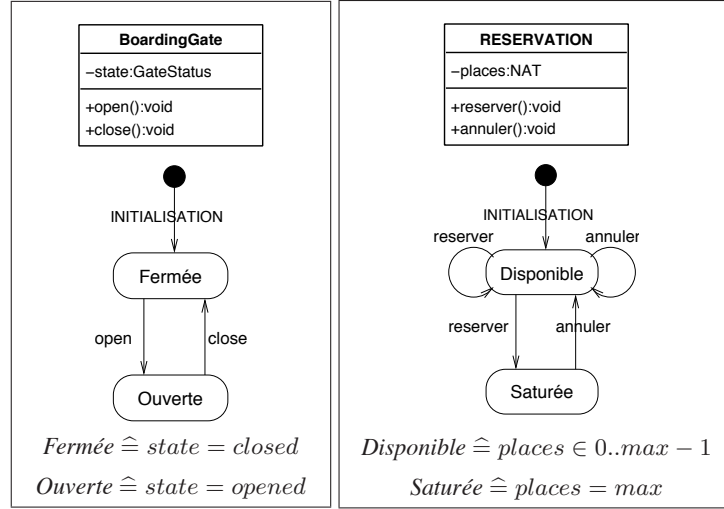 BoardingGate
–state:GateStatus
+open():void
+close():void
INITIALISATION
Fermée
open
close
Ouverte
Fermée ≙ state = closed
Ouverte ≙ state = opened
RESERVATION
–places:NAT
+reserver():void
+annuler():void
INITIALISATION
reserver
annuler
Disponible
reserver
annuler
Saturée
Disponible ≙ places ∈ 0..max − 1
Saturée ≙ places = max